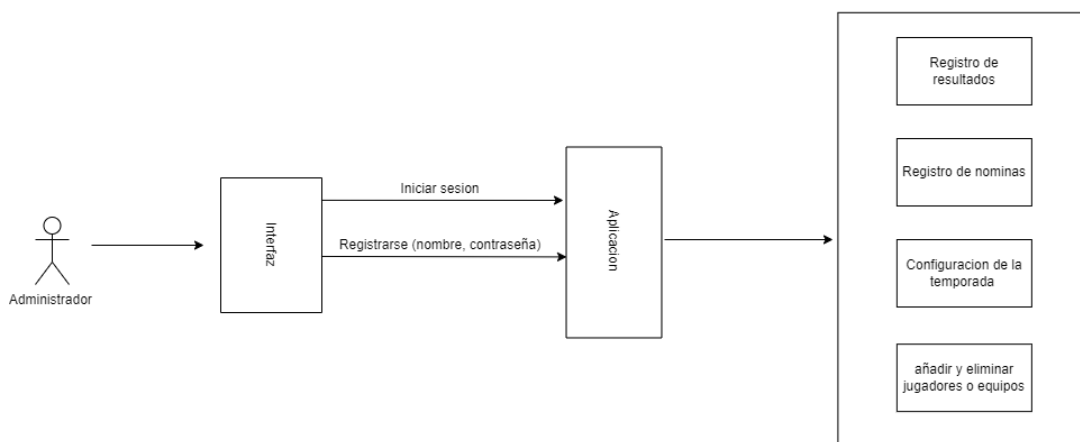 Administrador
Interfaz
Iniciar sesion
Registrarse (nombre, contraseña)
Aplicacion
Registro de
resultados
Registro de nominas
Configuracion de la
temporada
añadir y eliminar
jugadores o equipos